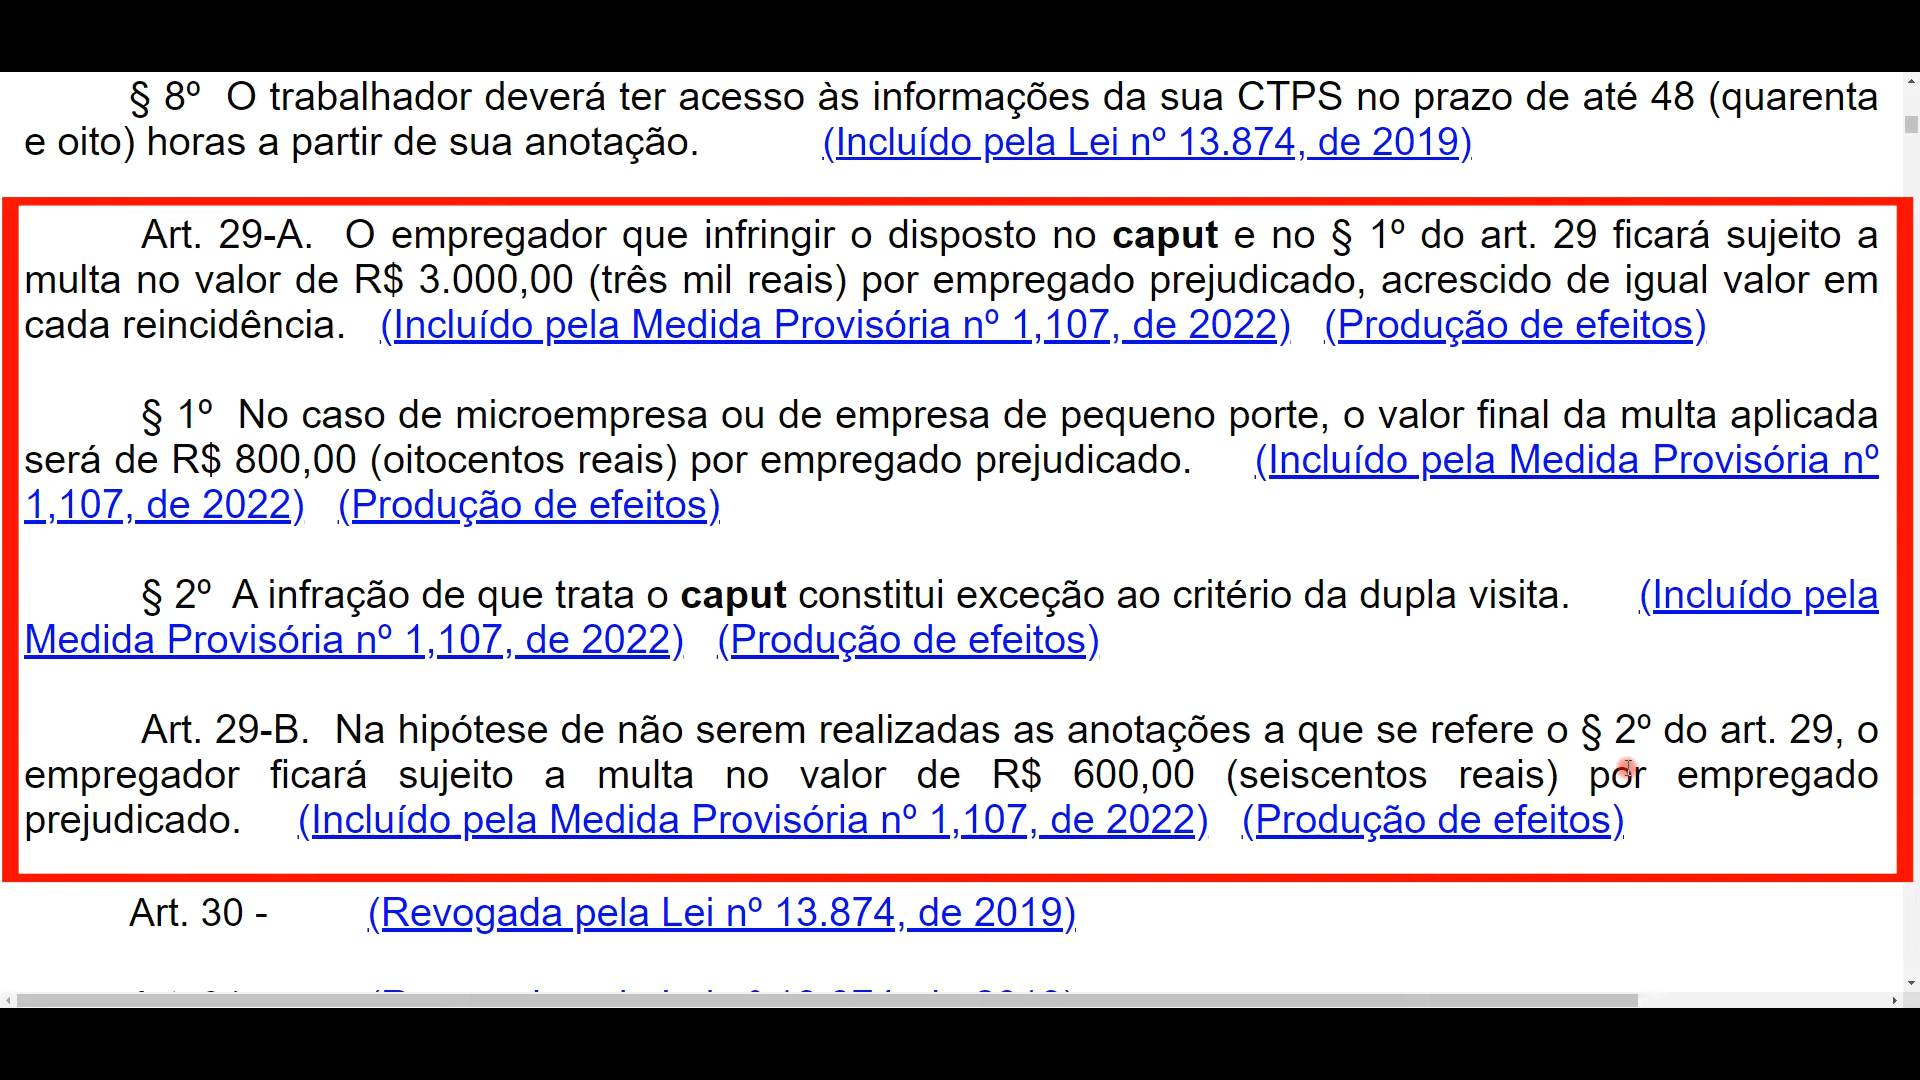 § 8º O trabalhador deverá ter acesso às informações da sua CTPS no prazo de até 48 (quarenta
e oito) horas a partir de sua anotação. (Incluído pela Lei nº 13.874, de 2019)
Art. 29-A. O empregador que infringir o disposto no caput e no § 1º do art. 29 ficará sujeito a
multa no valor de R$ 3.000,00 (três mil reais) por empregado prejudicado, acrescido de igual valor em
cada reincidência. (Incluído pela Medida Provisória nº 1,107, de 2022) (Produção de efeitos)
§ 1º No caso de microempresa ou de empresa de pequeno porte, o valor final da multa aplicada
será de R$ 800,00 (oitocentos reais) por empregado prejudicado. (Incluído pela Medida Provisória nº
1,107, de 2022) (Produção de efeitos)
§ 2º A infração de que trata o caput constitui exceção ao critério da dupla visita. (Incluído pela
Medida Provisória nº 1,107, de 2022) (Produção de efeitos)
Art. 29-B. Na hipótese de não serem realizadas as anotações a que se refere o § 2º do art. 29, o
empregador ficará sujeito a multa no valor de R$ 600,00 (seiscentos reais) por empregado
prejudicado. (Incluído pela Medida Provisória nº 1,107, de 2022) (Produção de efeitos)
Art. 30 - (Revogada pela Lei nº 13.874, de 2019)